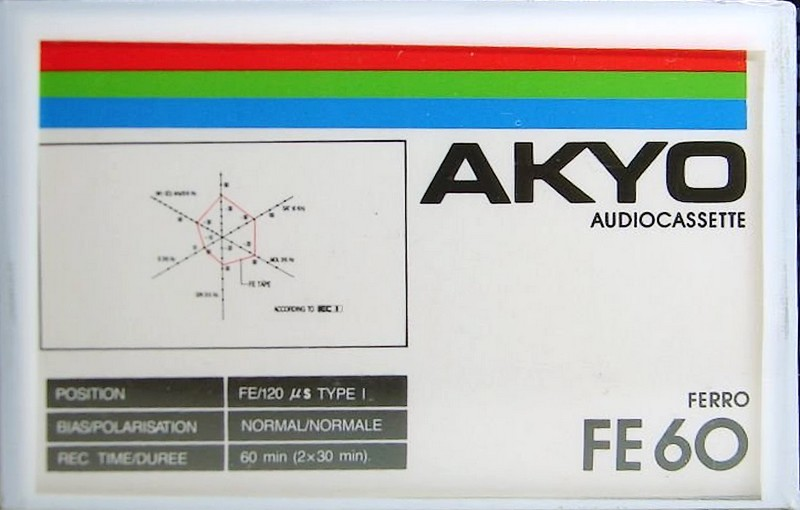 AKYO
AUDIOCASSETTE
FE TAPE
ACCORDING TO IEC I
POSITION FE/120 µs TYPE I
BIAS/POLARISATION NORMAL/NORMALE
REC TIME/DUREE 60 min (2×30 min).
FERRO
FE 60